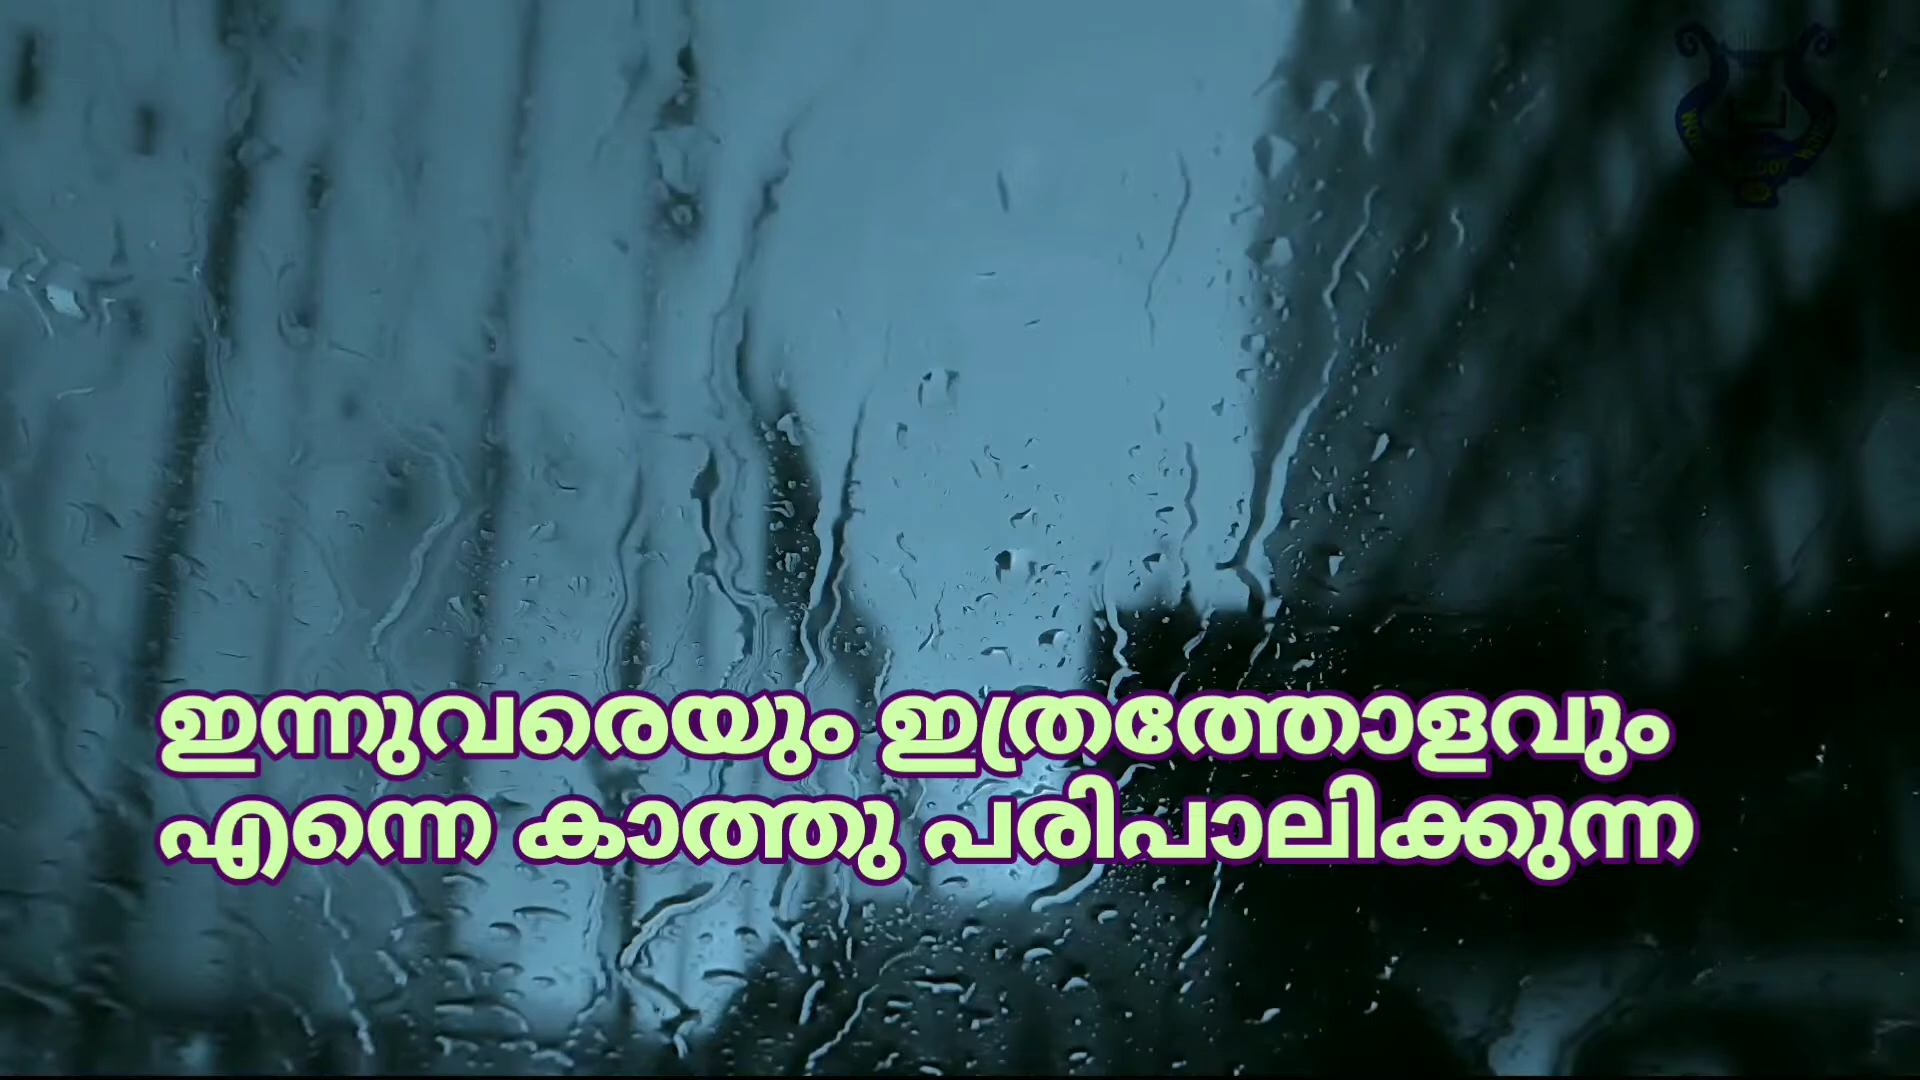 ഇന്നുവരെയും ഇത്രത്തോളവും
എന്നെ കാത്തു പരിപാലിക്കുന്ന